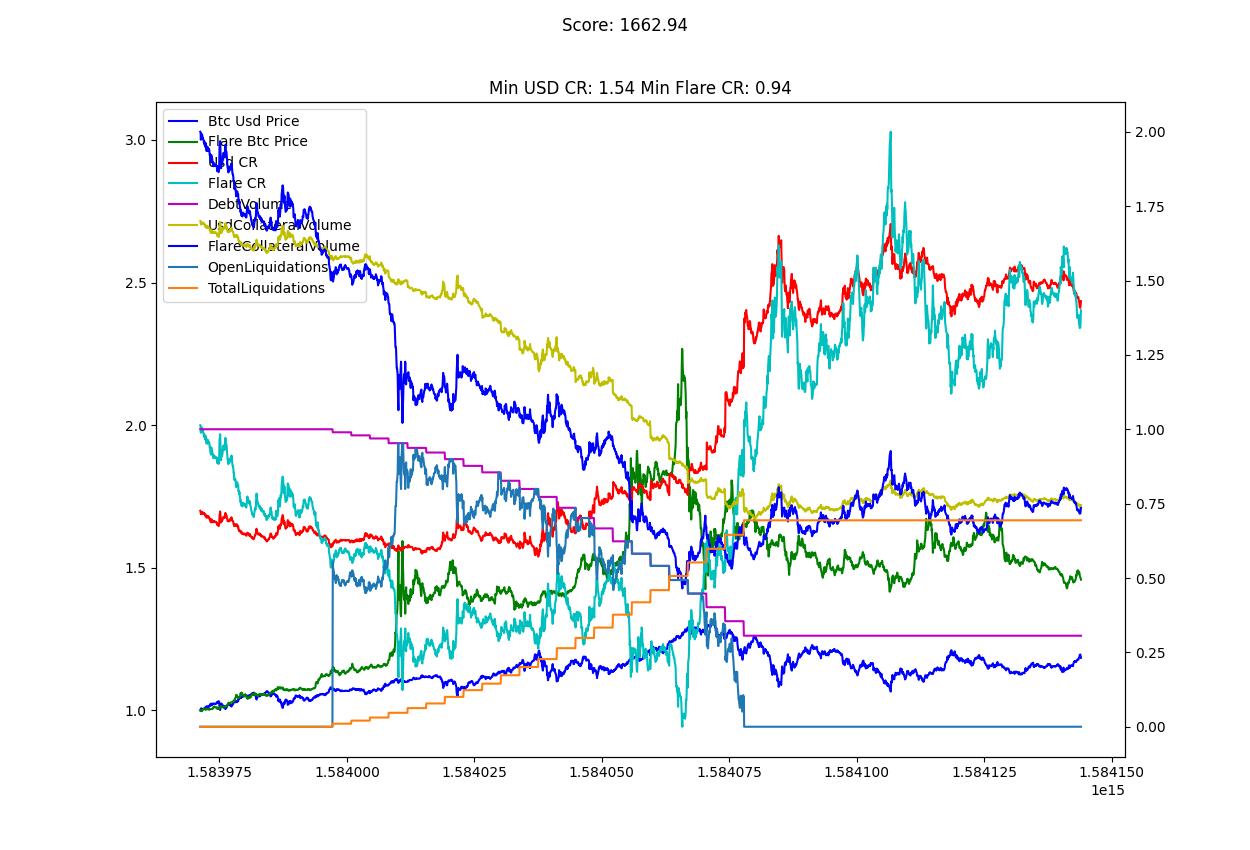 Score: 1662.94
Min USD CR: 1.54 Min Flare CR: 0.94
Btc Usd Price
Flare Btc Price
Usd CR
Flare CR
DebtVolume
UsdCollateralVolume
FlareCollateralVolume
OpenLiquidations
TotalLiquidations
3.0
2.5
2.0
1.5
1.0
2.00
1.75
1.50
1.25
1.00
0.75
0.50
0.25
0.00
1.583975 1.584000 1.584025 1.584050 1.584075 1.584100 1.584125 1.584150
1e15